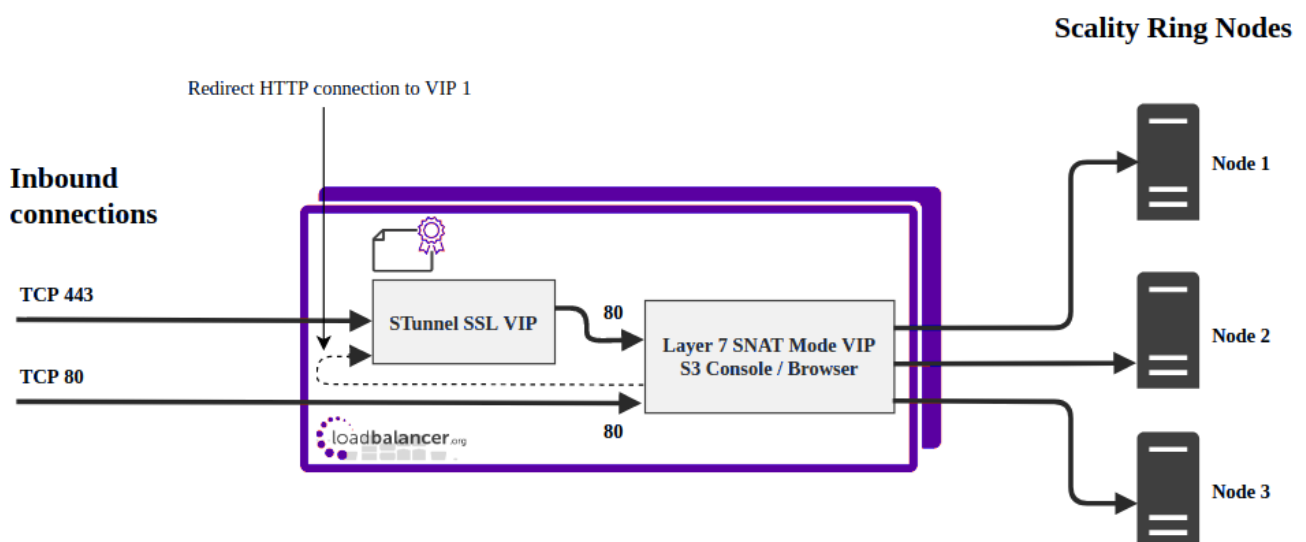 Scality Ring Nodes
Redirect HTTP connection to VIP 1
Node 1
Inbound
connections
TCP 443
STunnel SSL VIP
80
Layer 7 SNAT Mode VIP
S3 Console / Browser
Node 2
TCP 80
80
loadbalancer.org
Node 3